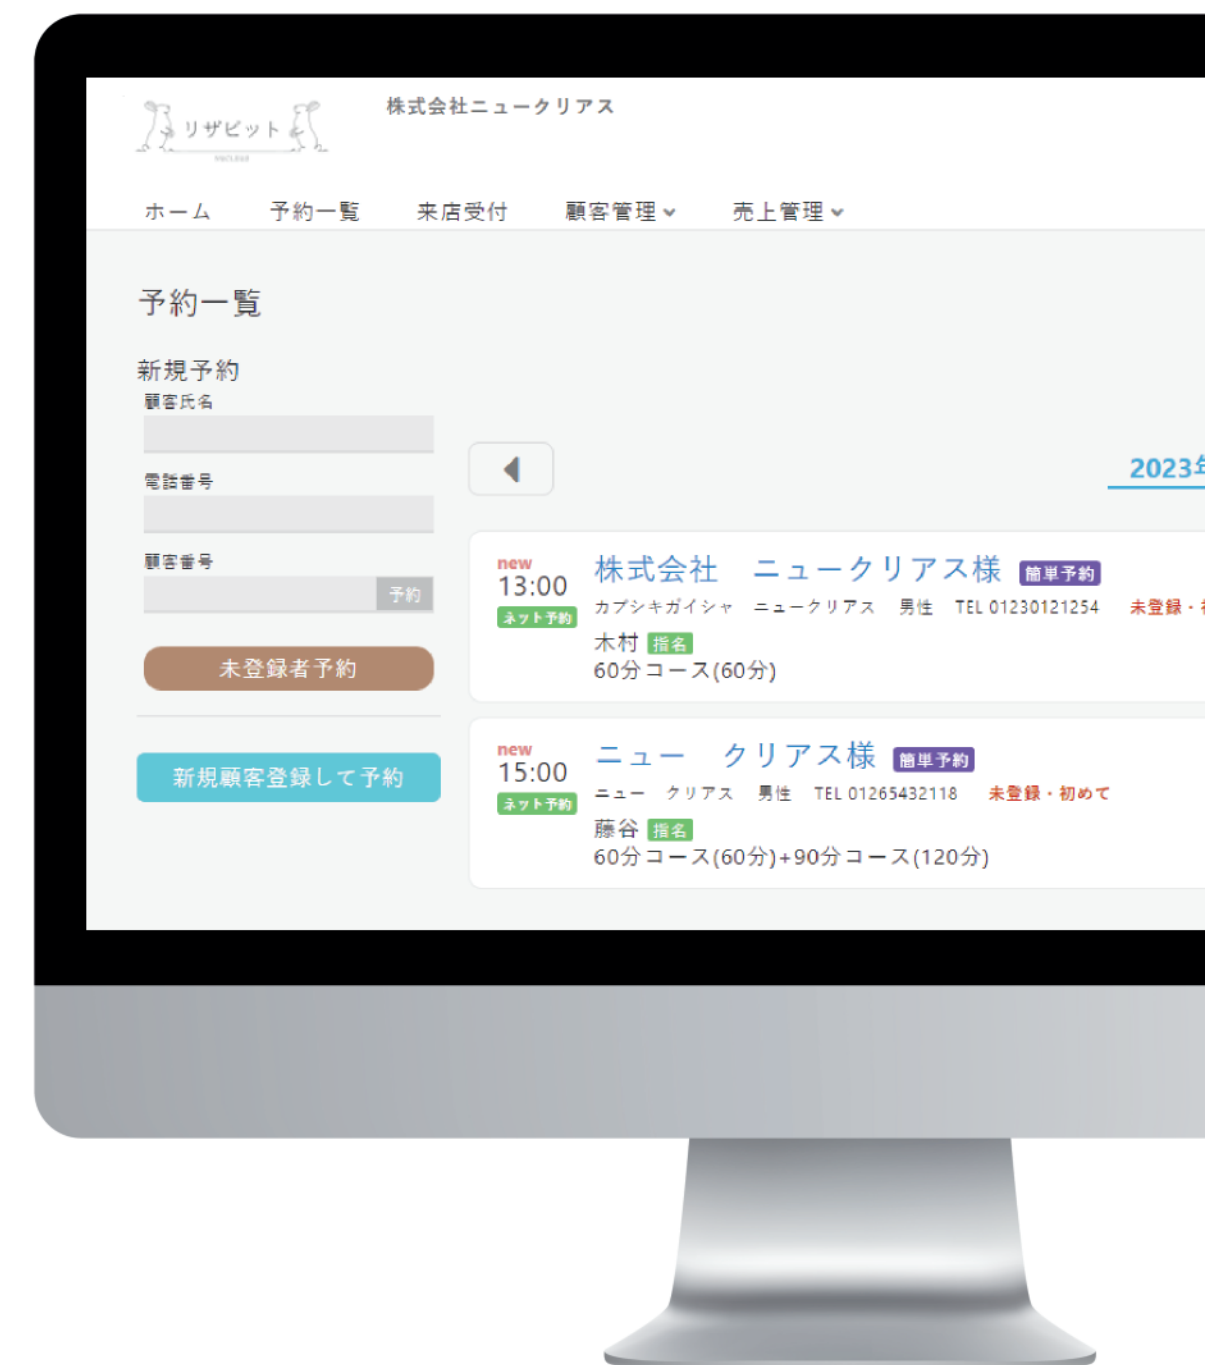 リザビット
株式会社ニュークリアス
ホーム 予約一覧 来店受付 顧客管理 売上管理
予約一覧
新規予約
顧客氏名
電話番号
顧客番号
予約
未登録者予約
新規顧客登録して予約
2023年
new
13:00
ネット予約
株式会社　ニュークリアス様 簡単予約
カブシキガイシャ ニュークリアス 男性 TEL 01230121254 未登録・初
木村 指名
60分コース(60分)
new
15:00
ネット予約
ニュー　クリアス様 簡単予約
ニュー クリアス 男性 TEL 01265432118 未登録・初めて
藤谷 指名
60分コース(60分)+90分コース(120分)